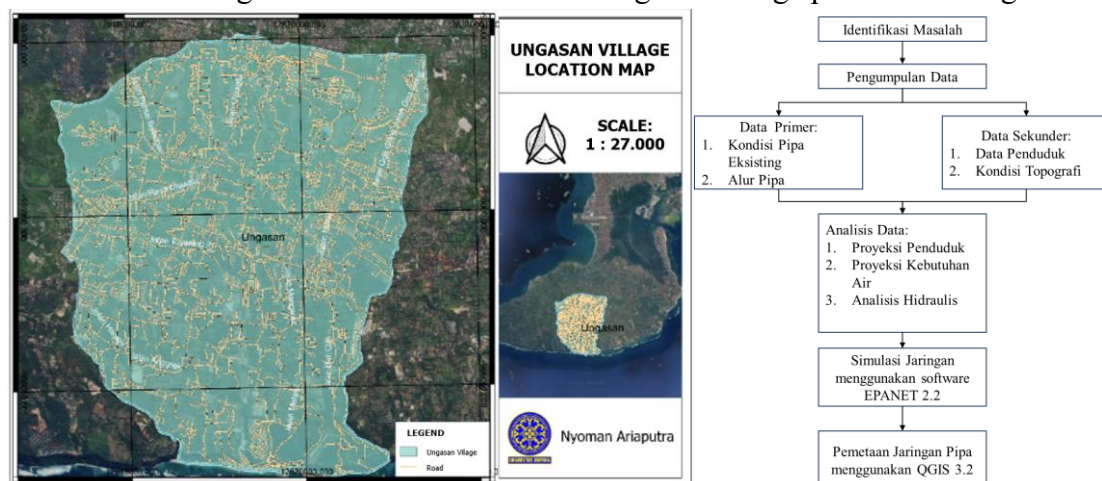 UNGASAN VILLAGE
LOCATION MAP
SCALE:
1 : 27.000
Ungasan
Ungasan
LEGEND
Ungasan Vilage
Road
Nyoman Ariaputra
Identifikasi Masalah
Pengumpulan Data
Data Primer:
1. Kondisi Pipa
Eksisting
2. Alur Pipa
Data Sekunder:
1. Data Penduduk
2. Kondisi Topografi
Analisis Data:
1. Proyeksi Penduduk
2. Proyeksi Kebutuhan
Air
3. Analisis Hidraulis
Simulasi Jaringan
menggunakan software
EPANET 2.2
Pemetaan Jaringan Pipa
menggunakan QGIS 3.2